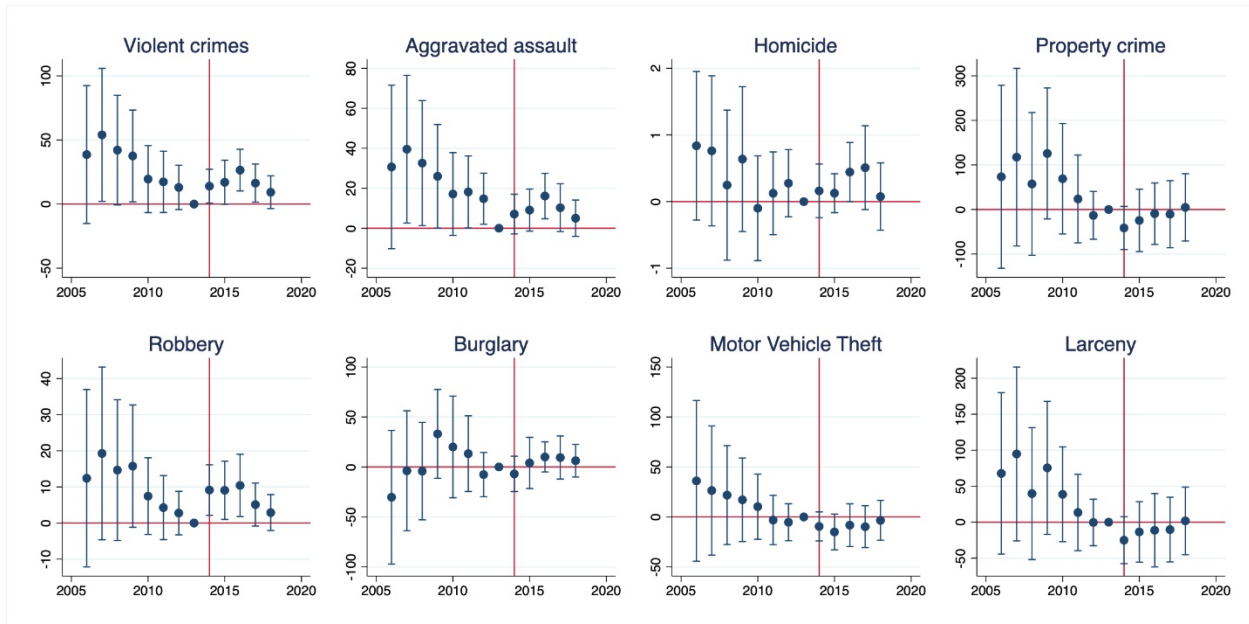 Violent crimes
100
50
0
-50
2005 2010 2015 2020
Aggravated assault
80
60
40
20
0
-20
2005 2010 2015 2020
Homicide
2
1
0
-1
2005 2010 2015 2020
Property crime
300
200
100
0
-100
2005 2010 2015 2020
Robbery
40
30
20
10
0
-10
2005 2010 2015 2020
Burglary
100
50
0
-50
-100
2005 2010 2015 2020
Motor Vehicle Theft
150
100
50
0
-50
2005 2010 2015 2020
Larceny
200
150
100
50
0
-50
2005 2010 2015 2020